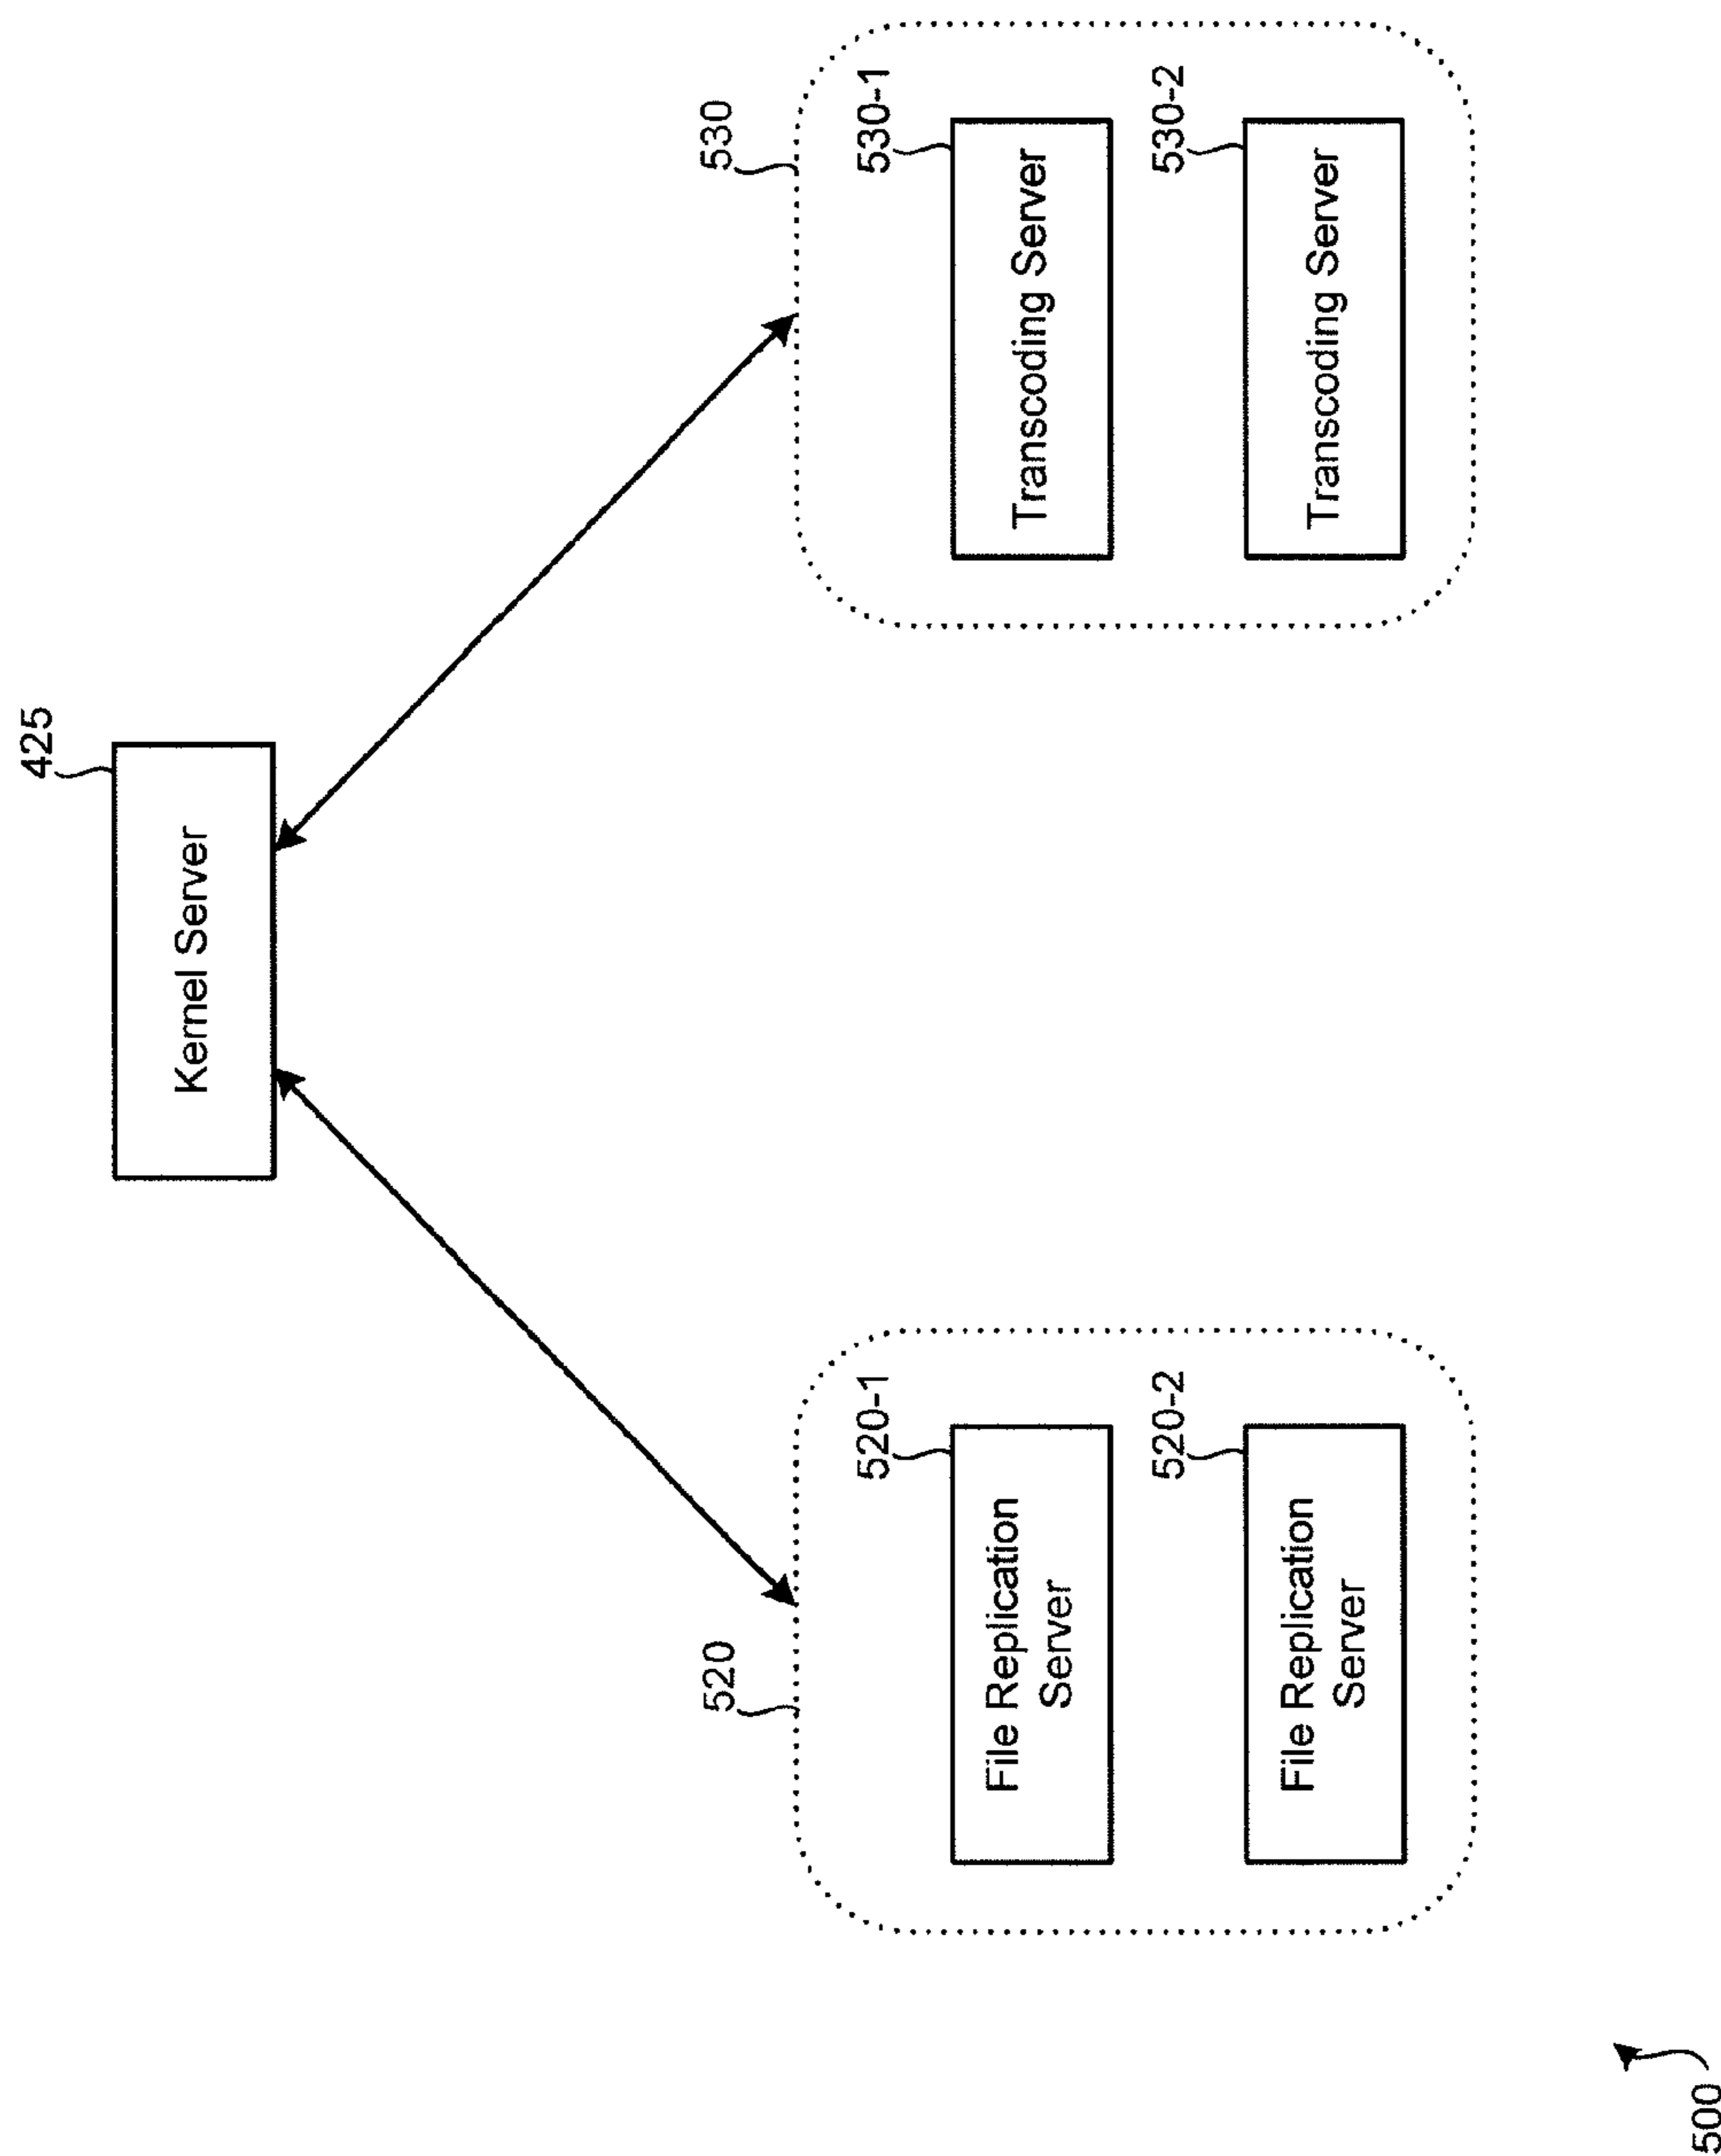 425
Kernel Server
520
530
520-1
File Replication
Server
530-1
Transcoding Server
520-2
File Replication
Server
530-2
Transcoding Server
500